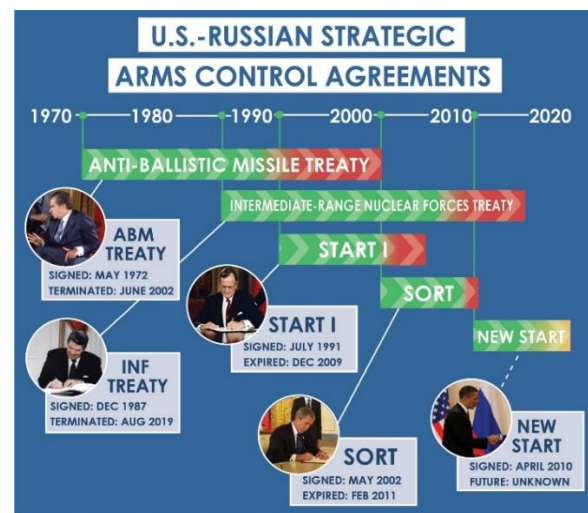 U.S.-RUSSIAN STRATEGIC
ARMS CONTROL AGREEMENTS
1970 1980 1990 2000 2010 2020
ANTI-BALLISTIC MISSILE TREATY
INTERMEDIATE-RANGE NUCLEAR FORCES TREATY
START I
SORT
NEW START
ABM
TREATY
SIGNED: MAY 1972
TERMINATED: JUNE 2002
INF
TREATY
SIGNED: DEC 1987
TERMINATED: AUG 2019
START I
SIGNED: JULY 1991
EXPIRED: DEC 2009
SORT
SIGNED: MAY 2002
EXPIRED: FEB 2011
NEW
START
SIGNED: APRIL 2010
FUTURE: UNKNOWN